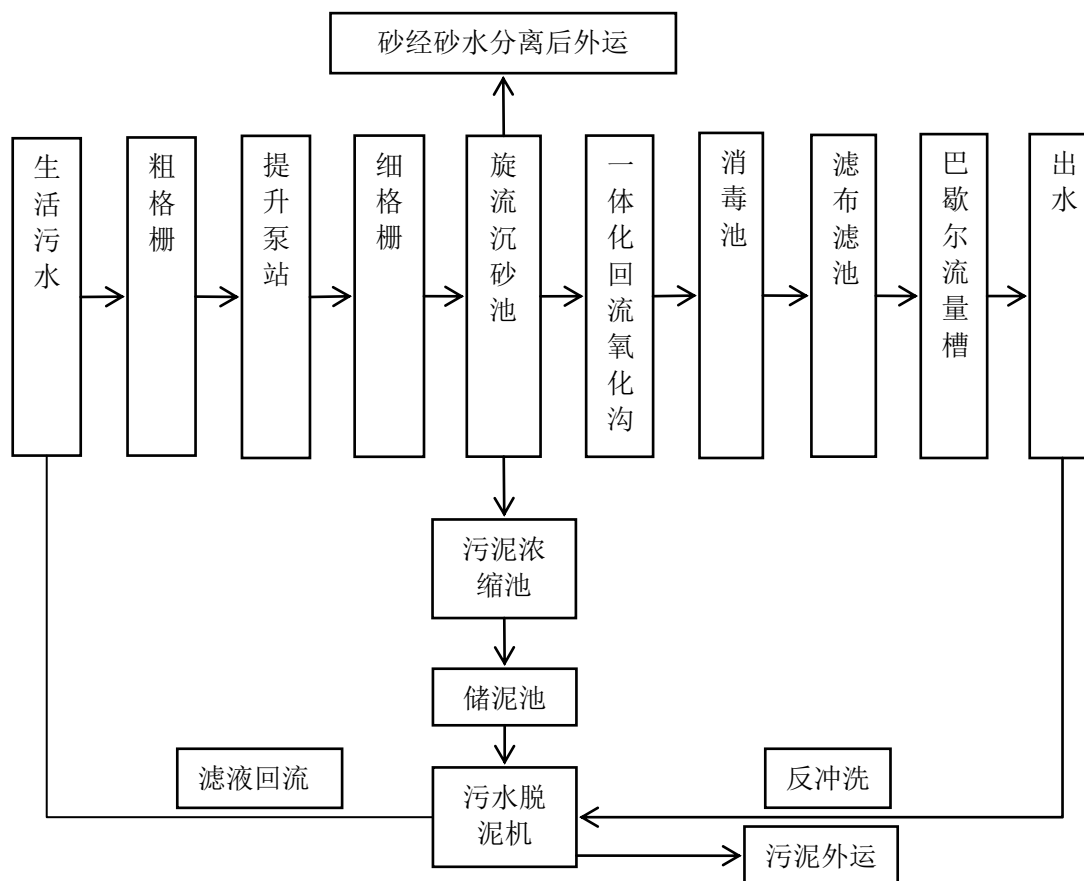 砂经砂水分离后外运
生活污水
粗格栅
提升泵站
细格栅
旋流沉砂池
一体化回流氧化沟
消毒池
滤布滤池
巴歇尔流量槽
出水
污泥浓
缩池
储泥池
滤液回流
反冲洗
污水脱
泥机
污泥外运